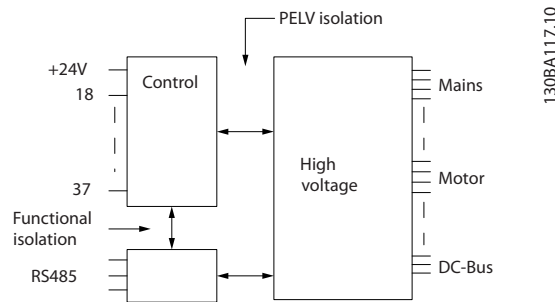 PELV isolation
130BA117.10
+24V
Control
Mains
18
High
voltage
Motor
37
Functional
isolation
RS485
DC-Bus